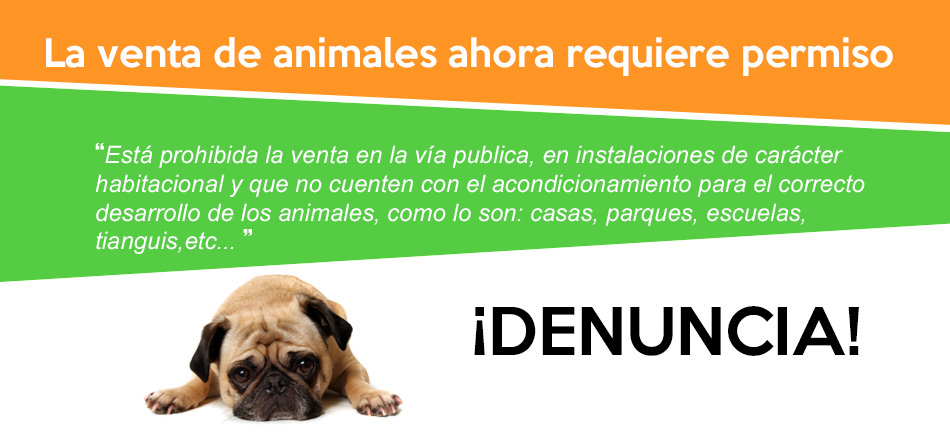 La venta de animales ahora requiere permiso
❝Está prohibida la venta en la vía publica, en instalaciones de carácter
habitacional y que no cuenten con el acondicionamiento para el correcto
desarrollo de los animales, como lo son: casas, parques, escuelas,
tianguis,etc... ❞
¡DENUNCIA!